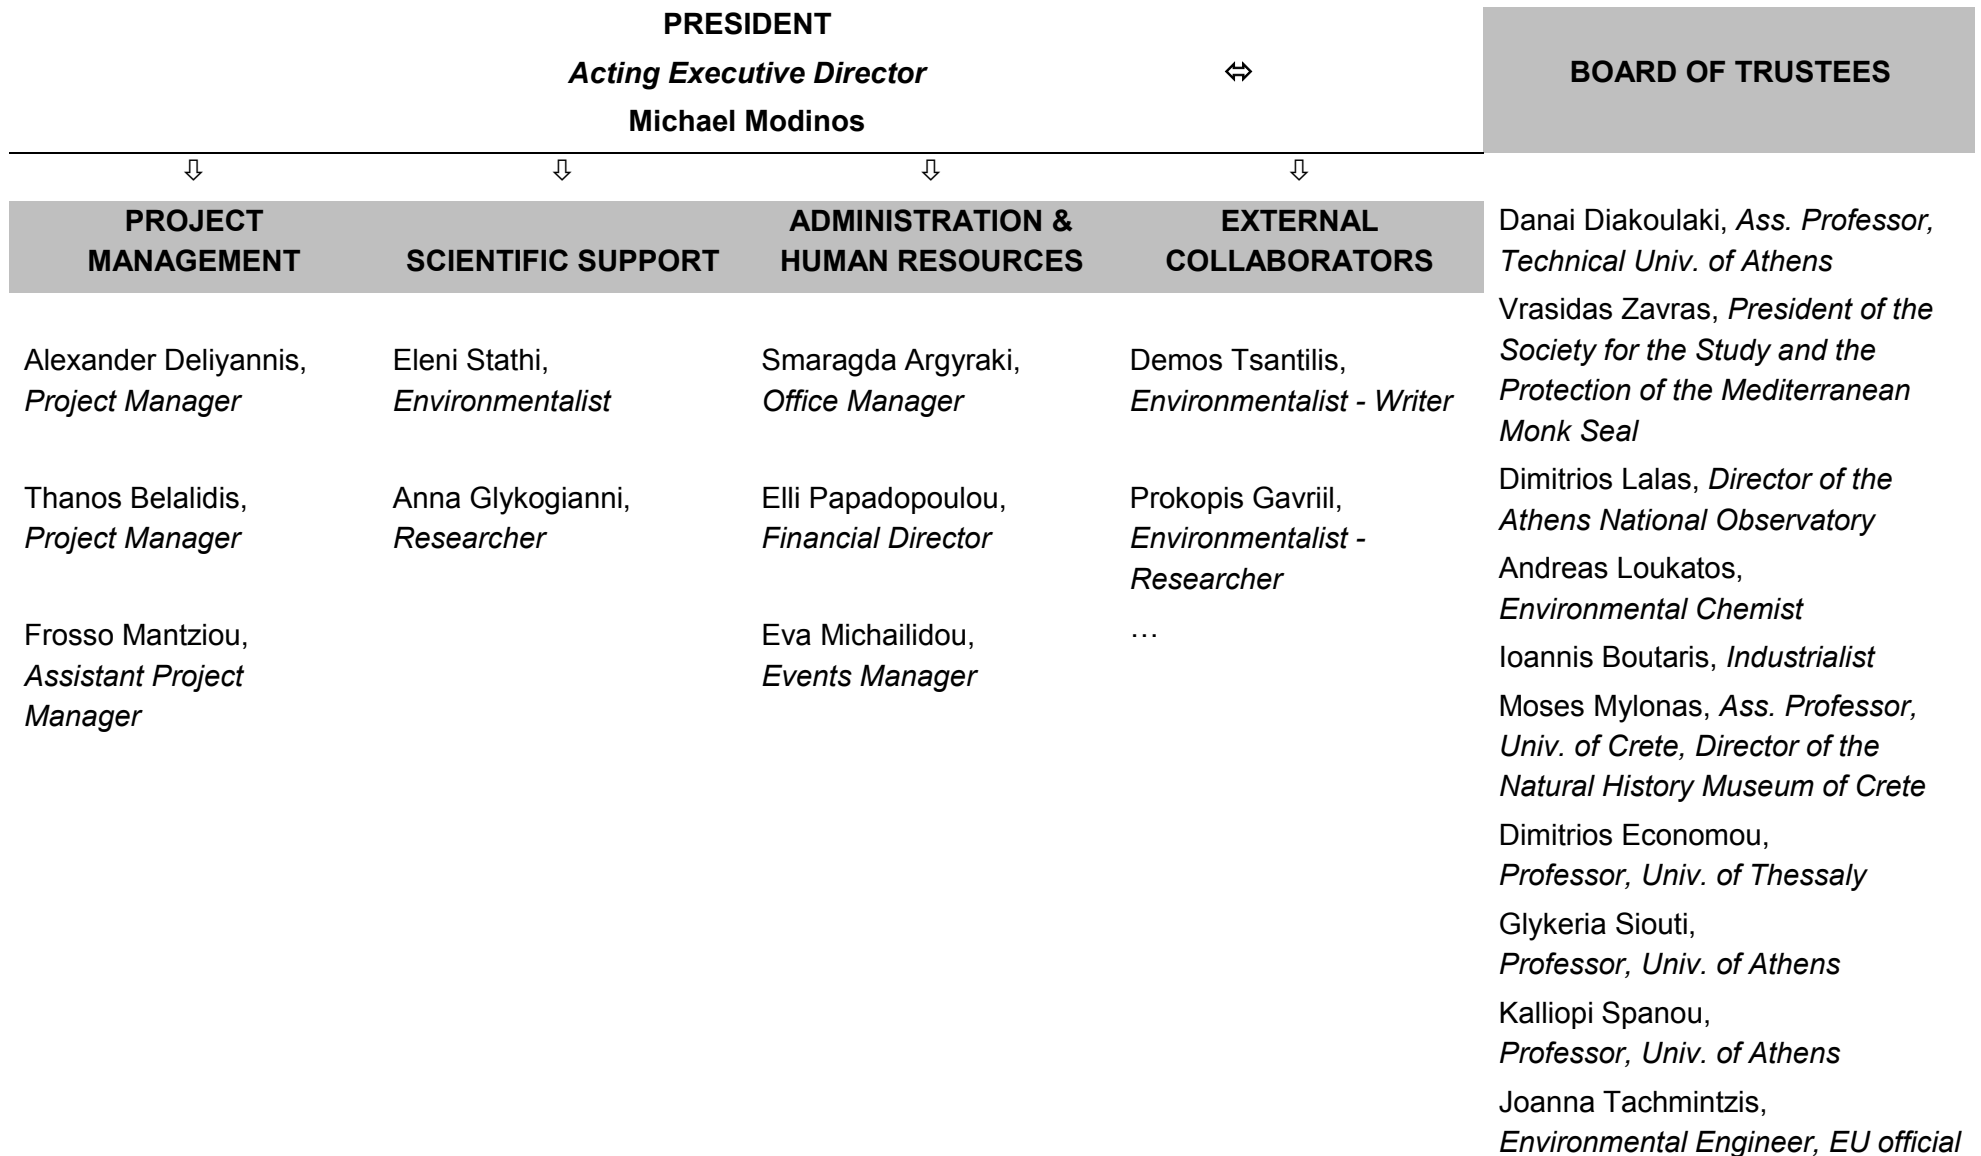 PRESIDENT
Acting Executive Director
⬄
Michael Modinos
BOARD OF TRUSTEES
⇩ ⇩ ⇩ ⇩
PROJECT
MANAGEMENT
SCIENTIFIC SUPPORT
ADMINISTRATION &
HUMAN RESOURCES
EXTERNAL
COLLABORATORS
Alexander Deliyannis,
Project Manager
Thanos Belalidis,
Project Manager
Frosso Mantziou,
Assistant Project
Manager
Eleni Stathi,
Environmentalist
Anna Glykogianni,
Researcher
Smaragda Argyraki,
Office Manager
Elli Papadopoulou,
Financial Director
Eva Michailidou,
Events Manager
Demos Tsantilis,
Environmentalist - Writer
Prokopis Gavriil,
Environmentalist -
Researcher
…
Danai Diakoulaki, Ass. Professor,
Technical Univ. of Athens
Vrasidas Zavras, President of the
Society for the Study and the
Protection of the Mediterranean
Monk Seal
Dimitrios Lalas, Director of the
Athens National Observatory
Andreas Loukatos,
Environmental Chemist
Ioannis Boutaris, Industrialist
Moses Mylonas, Ass. Professor,
Univ. of Crete, Director of the
Natural History Museum of Crete
Dimitrios Economou,
Professor, Univ. of Thessaly
Glykeria Siouti,
Professor, Univ. of Athens
Kalliopi Spanou,
Professor, Univ. of Athens
Joanna Tachmintzis,
Environmental Engineer, EU official